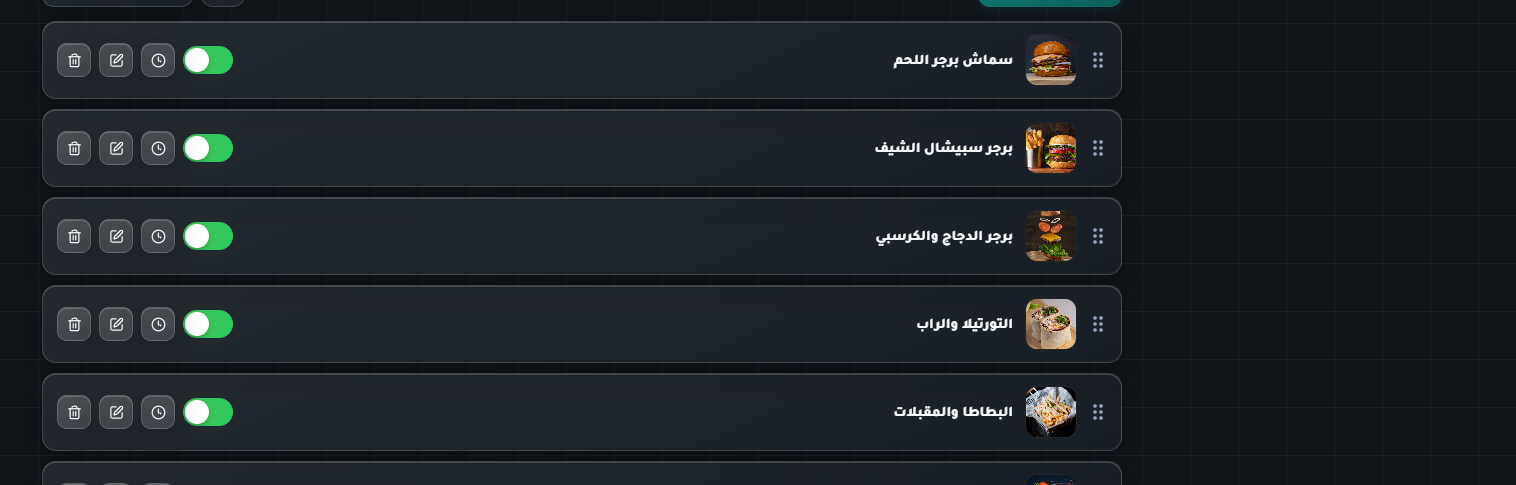 سماش برجر اللحم
برجر سبيشال الشيف
برجر الدجاج والكرسبي
التورتيلا والراب
البطاطا والمقبلات